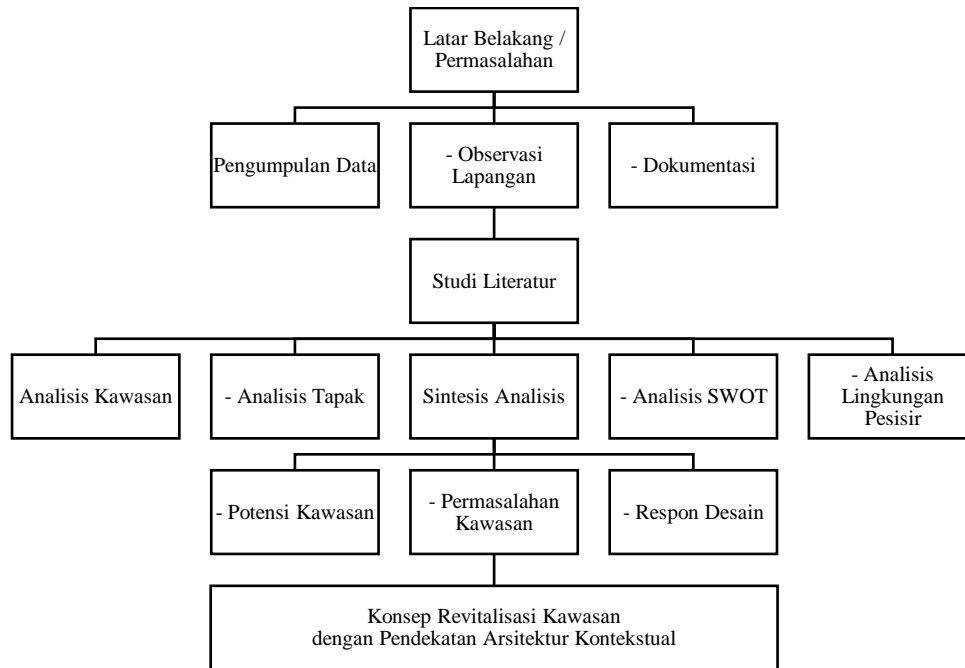 Latar Belakang /
Permasalahan
Pengumpulan Data
- Observasi
Lapangan
- Dokumentasi
Studi Literatur
Analisis Kawasan
- Analisis Tapak
Sintesis Analisis
- Analisis SWOT
- Analisis
Lingkungan
Pesisir
- Potensi Kawasan
- Permasalahan
Kawasan
- Respon Desain
Konsep Revitalisasi Kawasan
dengan Pendekatan Arsitektur Kontekstual